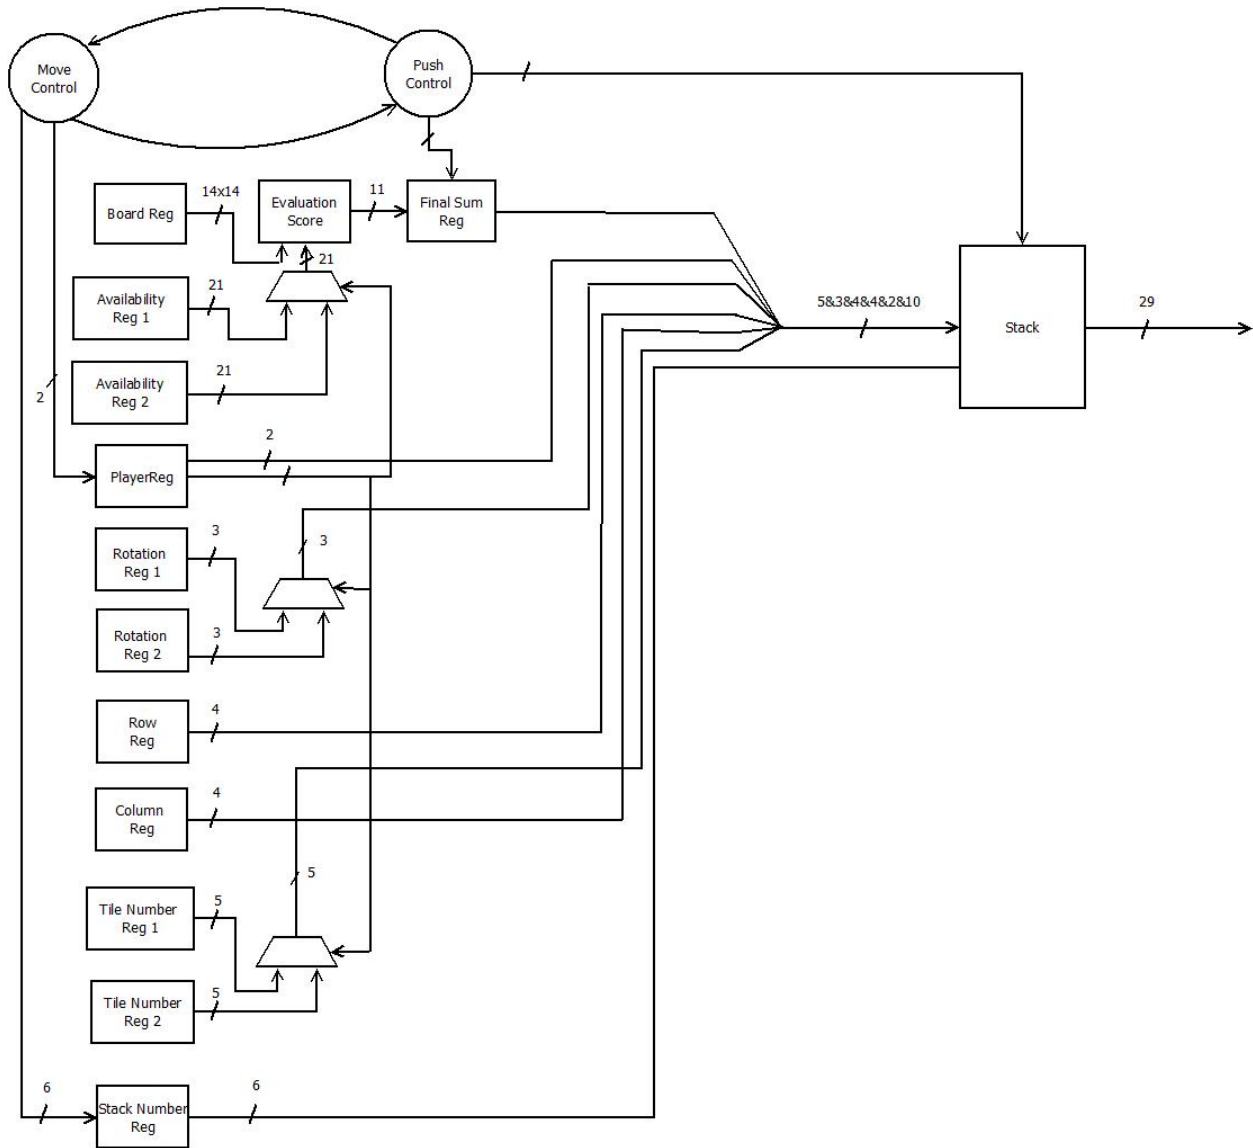 Move
Control
Push
Control
14x14
Board Reg
Evaluation
Score
11
Final Sum
Reg
21
Availability
Reg 1
21
5&3&4&4&2&10
Stack
29
Availability
Reg 2
21
2
PlayerReg
2
Rotation
Reg 1
3
3
Rotation
Reg 2
3
Row
Reg
4
Column
Reg
4
5
Tile Number
Reg 1
5
Tile Number
Reg 2
5
6
Stack Number
Reg
6